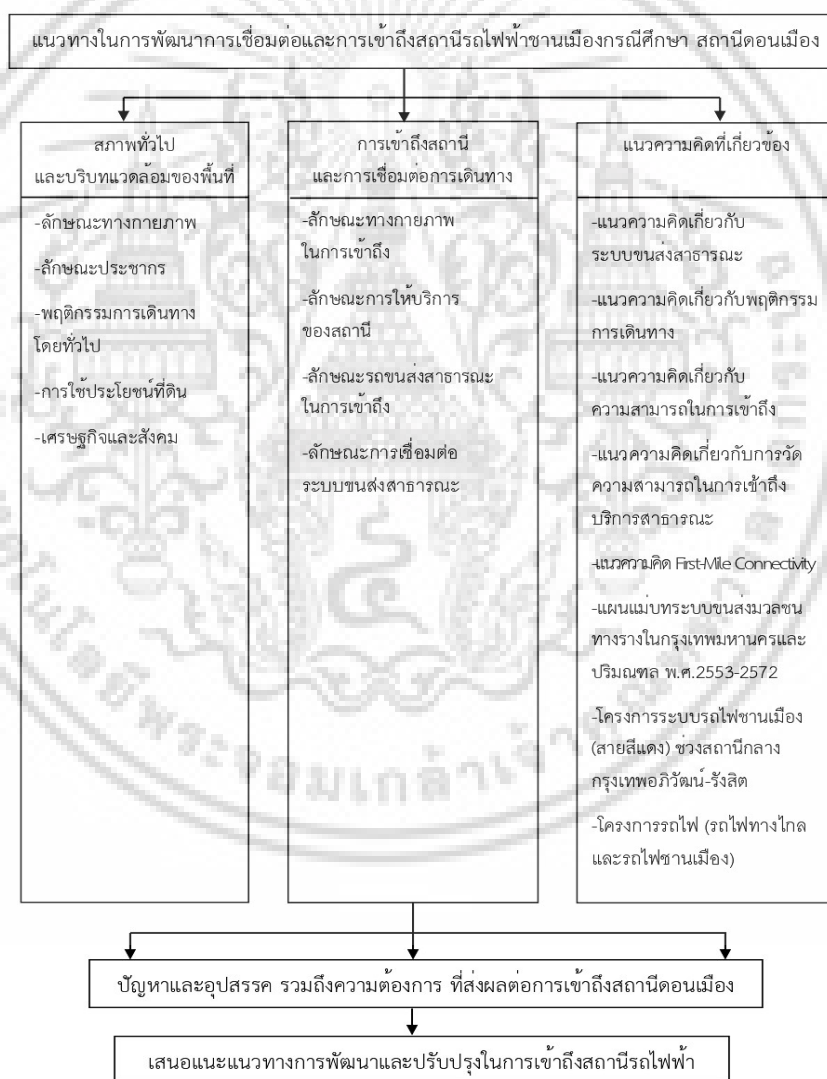 แนวทางในการพัฒนาการเชื่อมต่อและการเข้าถึงสถานีรถไฟฟ้าชานเมืองกรณีศึกษา สถานีดอนเมือง
สภาพทั่วไป
และบริบทแวดล้อมของพื้นที่
-ลักษณะทางกายภาพ
-ลักษณะประชากร
-พฤติกรรมการเดินทาง
โดยทั่วไป
-การใช้ประโยชน์ที่ดิน
-เศรษฐกิจและสังคม
การเข้าถึงสถานี
และการเชื่อมต่อการเดินทาง
-ลักษณะทางกายภาพ
ในการเข้าถึง
-ลักษณะการให้บริการ
ของสถานี
-ลักษณะรถขนส่งสาธารณะ
ในการเข้าถึง
-ลักษณะการเชื่อมต่อ
ระบบขนส่งสาธารณะ
แนวความคิดที่เกี่ยวข้อง
-แนวความคิดเกี่ยวกับ
ระบบขนส่งสาธารณะ
-แนวความคิดเกี่ยวกับพฤติกรรม
การเดินทาง
-แนวความคิดเกี่ยวกับ
ความสามารถในการเข้าถึง
-แนวความคิดเกี่ยวกับการวัด
ความสามารถในการเข้าถึง
บริการสาธารณะ
-แนวความคิด First-Mile Connectivity
-แผนแม่บทระบบขนส่งมวลชน
ทางรางในกรุงเทพมหานครและ
ปริมณฑล พ.ศ.2553-2572
-โครงการระบบรถไฟชานเมือง
(สายสีแดง) ช่วงสถานีกลาง
กรุงเทพอภิวัฒน์-รังสิต
-โครงการรถไฟ (รถไฟทางไกล
และรถไฟชานเมือง)
ปัญหาและอุปสรรค รวมถึงความต้องการ ที่ส่งผลต่อการเข้าถึงสถานีดอนเมือง
เสนอแนะแนวทางการพัฒนาและปรับปรุงในการเข้าถึงสถานีรถไฟฟ้า